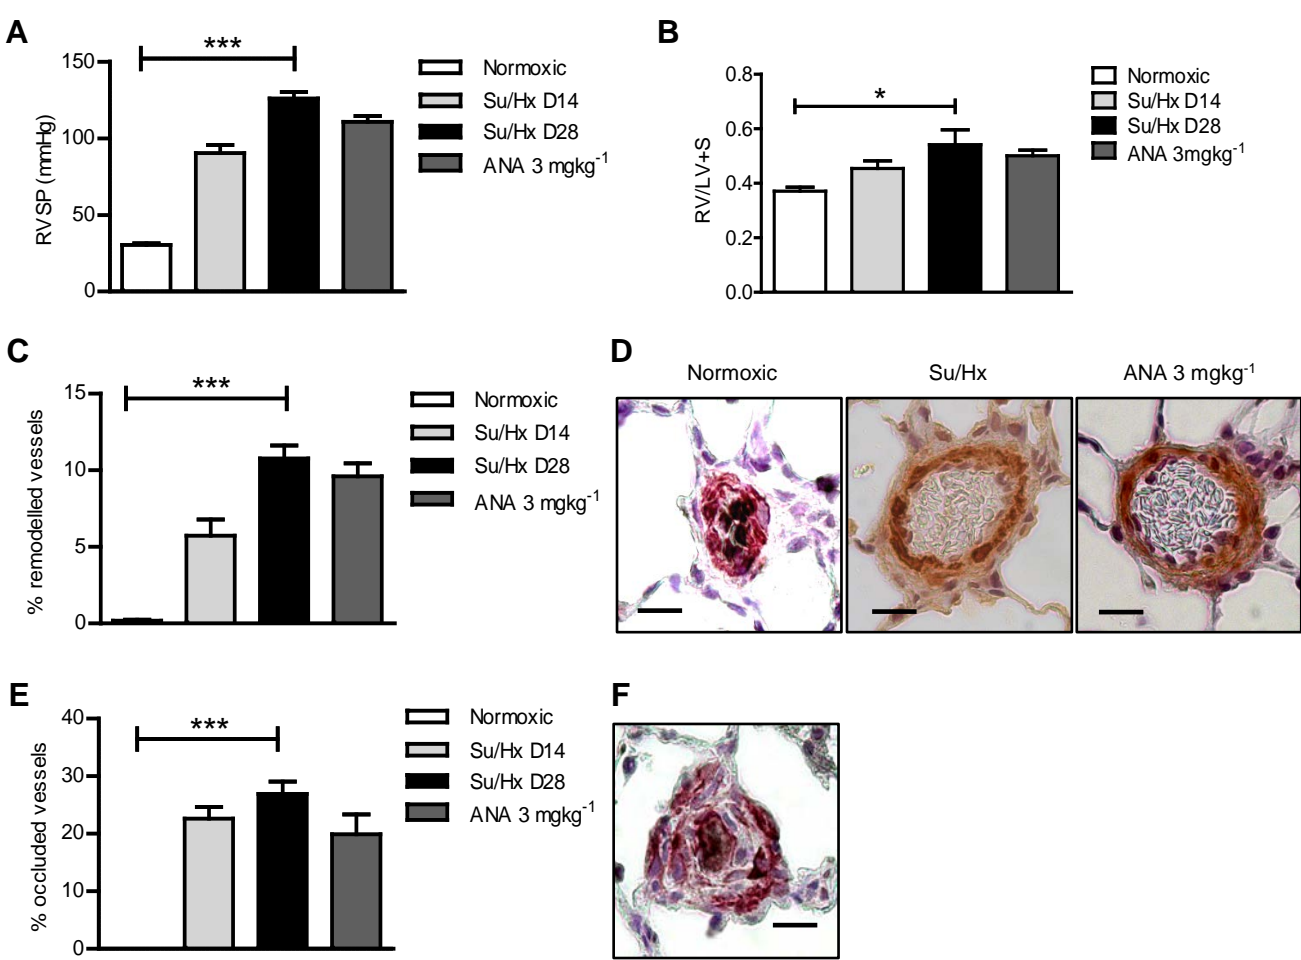 A
***
RVSP (mmHg)
150
100
50
0
Normoxic
Su/Hx D14
Su/Hx D28
ANA 3 mgkg-1
B
*
RV/LV+S
0.8
0.6
0.4
0.2
0.0
Normoxic
Su/Hx D14
Su/Hx D28
ANA 3mgkg-1
C
***
% remodelled vessels
15
10
5
0
Normoxic
Su/Hx D14
Su/Hx D28
ANA 3 mgkg-1
D
Normoxic
Su/Hx
ANA 3 mgkg-1
E
***
% occluded vessels
40
30
20
10
0
Normoxic
Su/Hx D14
Su/Hx D28
ANA 3 mgkg-1
F